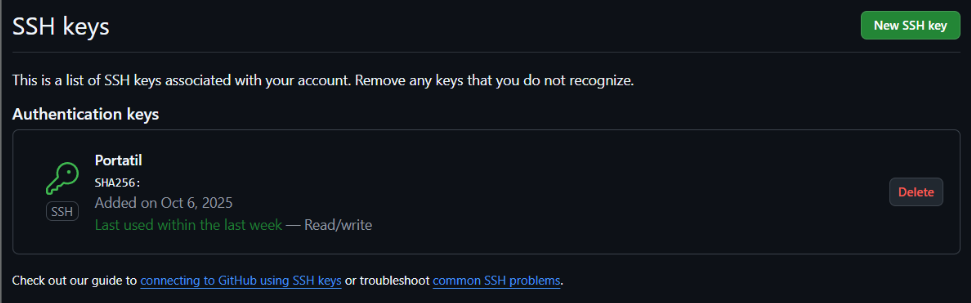 SSH keys
New SSH key
This is a list of SSH keys associated with your account. Remove any keys that you do not recognize.
Authentication keys
Portatil
SHA256:
Added on Oct 6, 2025
SSH
Last used within the last week — Read/write
Delete
Check out our guide to connecting to GitHub using SSH keys or troubleshoot common SSH problems.